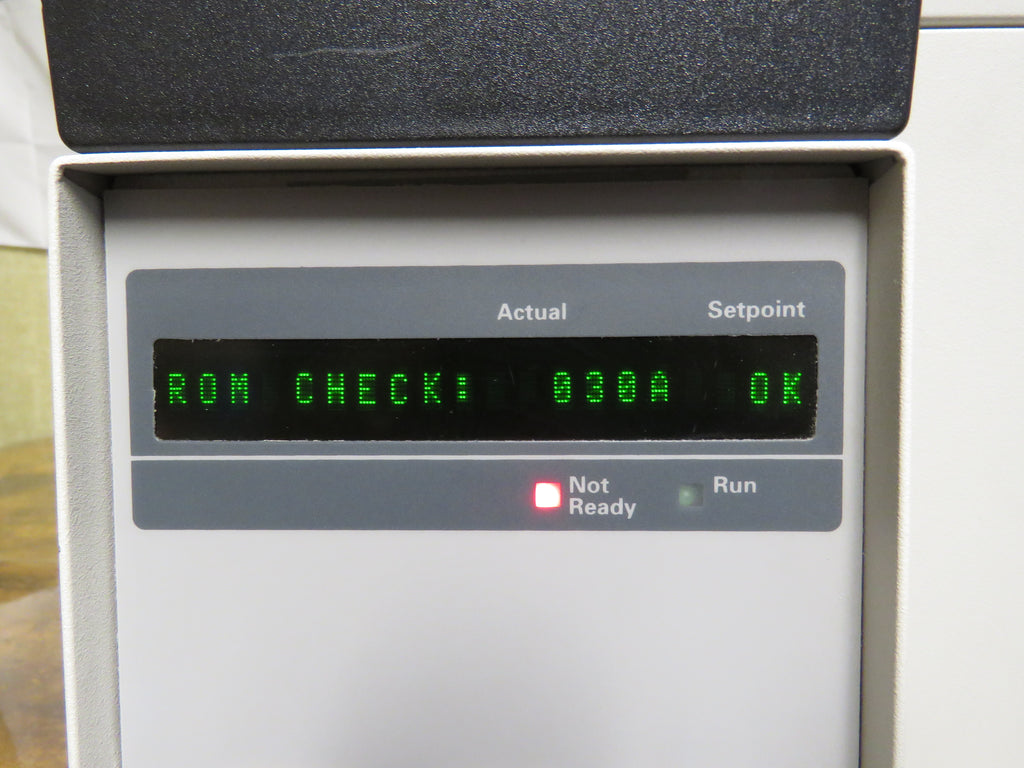 Actual Setpoint
ROM CHECK: 030A OK
Not Ready Run